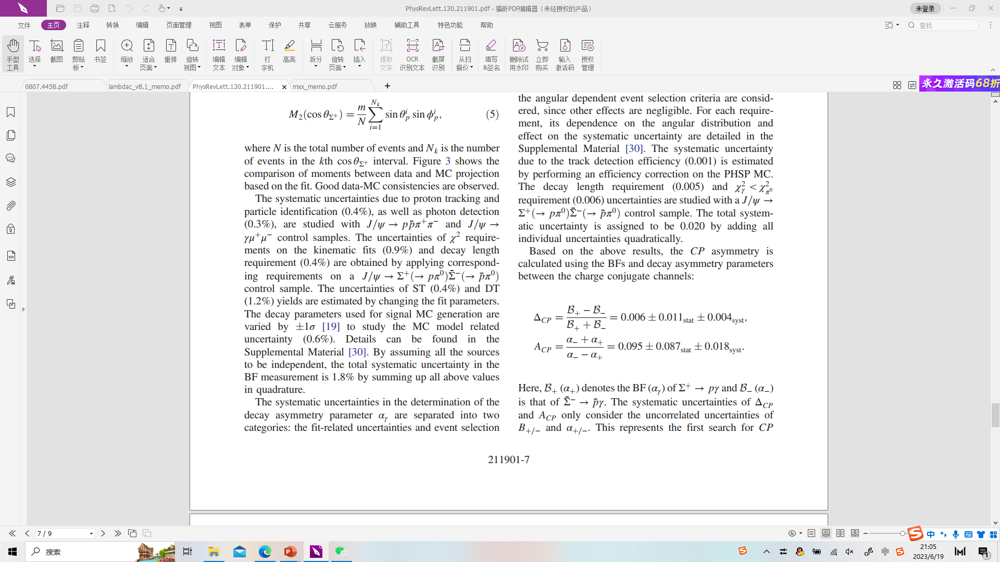 PhysRevLett.130.211901.pdf - 福昕PDF编辑器（未经授权的产品）
未登录
文件 主页 注释 转换 编辑 页面管理 视图 表单 保护 共享 云服务 放映 辅助工具 特色功能 帮助
查找
手型工具 选择 截图 剪贴板 书签 缩放 适合页面 重排 旋转视图 编辑文本 编辑对象 打字机 高亮 拆分 旋转页面 插入 提取文字 OCR识别文本 截屏识别 从扫描仪 填写&签名 删除试用水印 立即购买 输入激活码 授权管理
0807.4458.pdf lambdac_v8.1_memo.pdf PhysRevLett.130.211901.... mxx_memo.pdf
永久激活码68折
M₂(cos θ_Σ⁺) = m/N ∑_{i=1}^{N_k} sin θ_p^i sin ϕ_p^i, (5)
where N is the total number of events and N_k is the number
of events in the kth cos θ_Σ⁺ interval. Figure 3 shows the
comparison of moments between data and MC projection
based on the fit. Good data-MC consistencies are observed.
The systematic uncertainties due to proton tracking and
particle identification (0.4%), as well as photon detection
(0.3%), are studied with J/ψ → pp̄π⁺π⁻ and J/ψ →
γμ⁺μ⁻ control samples. The uncertainties of χ² require-
ments on the kinematic fits (0.9%) and decay length
requirement (0.4%) are obtained by applying correspond-
ing requirements on a J/ψ → Σ⁺(→ pπ⁰)Σ̄⁻(→ p̄π⁰)
control sample. The uncertainties of ST (0.4%) and DT
(1.2%) yields are estimated by changing the fit parameters.
The decay parameters used for signal MC generation are
varied by ±1σ [19] to study the MC model related
uncertainty (0.6%). Details can be found in the
Supplemental Material [30]. By assuming all the sources
to be independent, the total systematic uncertainty in the
BF measurement is 1.8% by summing up all above values
in quadrature.
The systematic uncertainties in the determination of the
decay asymmetry parameter α_γ are separated into two
categories: the fit-related uncertainties and event selection
the angular dependent event selection criteria are consid-
ered, since other effects are negligible. For each require-
ment, its dependence on the angular distribution and
effect on the systematic uncertainty are detailed in the
Supplemental Material [30]. The systematic uncertainty
due to the track detection efficiency (0.001) is estimated
by performing an efficiency correction on the PHSP MC.
The decay length requirement (0.005) and χ²_γ < χ²_π⁰
requirement (0.006) uncertainties are studied with a J/ψ →
Σ⁺(→ pπ⁰)Σ̄⁻(→ p̄π⁰) control sample. The total system-
atic uncertainty is assigned to be 0.020 by adding all
individual uncertainties quadratically.
Based on the above results, the CP asymmetry is
calculated using the BFs and decay asymmetry parameters
between the charge conjugate channels:
Δ_CP = (ℬ₊ − ℬ₋)/(ℬ₊ + ℬ₋) = 0.006 ± 0.011_stat ± 0.004_syst,
A_CP = (α₋ + α₊)/(α₋ − α₊) = 0.095 ± 0.087_stat ± 0.018_syst.
Here, ℬ₊ (α₊) denotes the BF (α_γ) of Σ⁺ → pγ and ℬ₋ (α₋)
is that of Σ̄⁻ → p̄γ. The systematic uncertainties of Δ_CP
and A_CP only consider the uncorrelated uncertainties of
B₊/₋ and α₊/₋. This represents the first search for CP
211901-7
7 / 9
中
搜索
中
21:05
2023/6/19
1